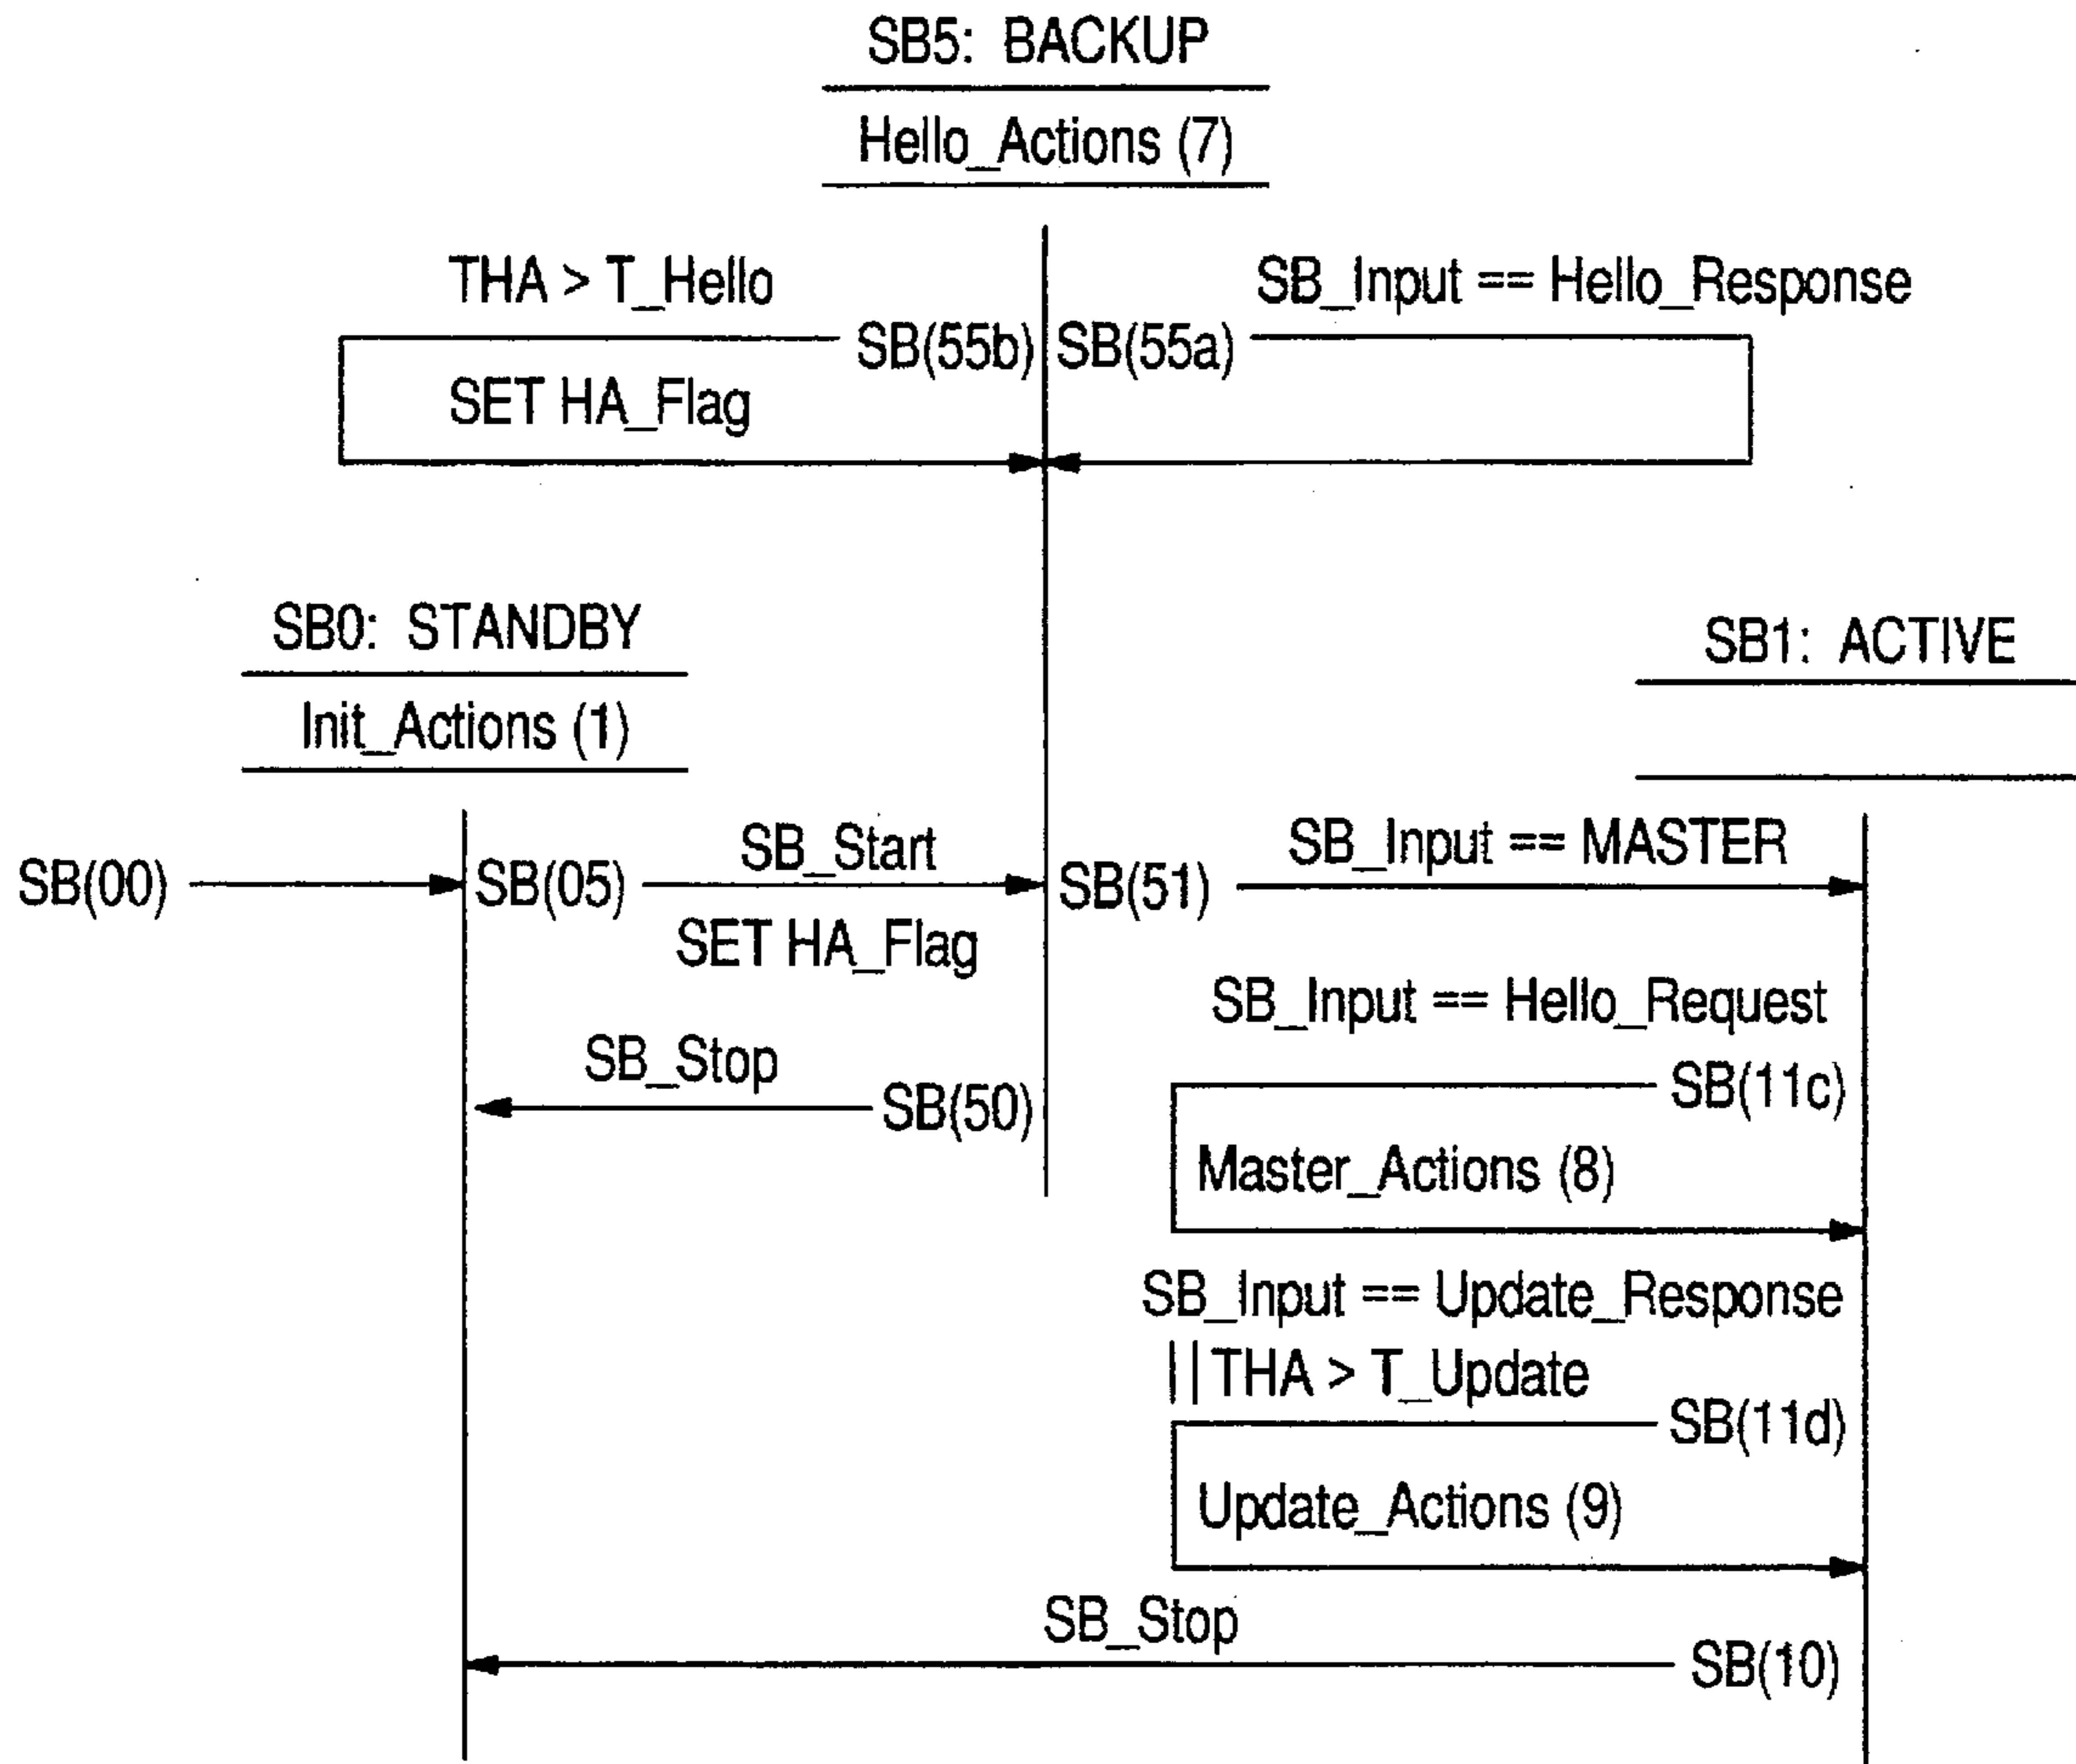 SB5: BACKUP
Hello_Actions (7)
THA > T_Hello
SB_Input == Hello_Response
SB(55b)
SB(55a)
SET HA_Flag
SB0: STANDBY
SB1: ACTIVE
Init_Actions (1)
SB_Start
SB_Input == MASTER
SB(00)
SB(05)
SB(51)
SET HA_Flag
SB_Input == Hello_Request
SB_Stop
SB(11c)
SB(50)
Master_Actions (8)
SB_Input == Update_Response
|| THA > T_Update
SB(11d)
Update_Actions (9)
SB_Stop
SB(10)